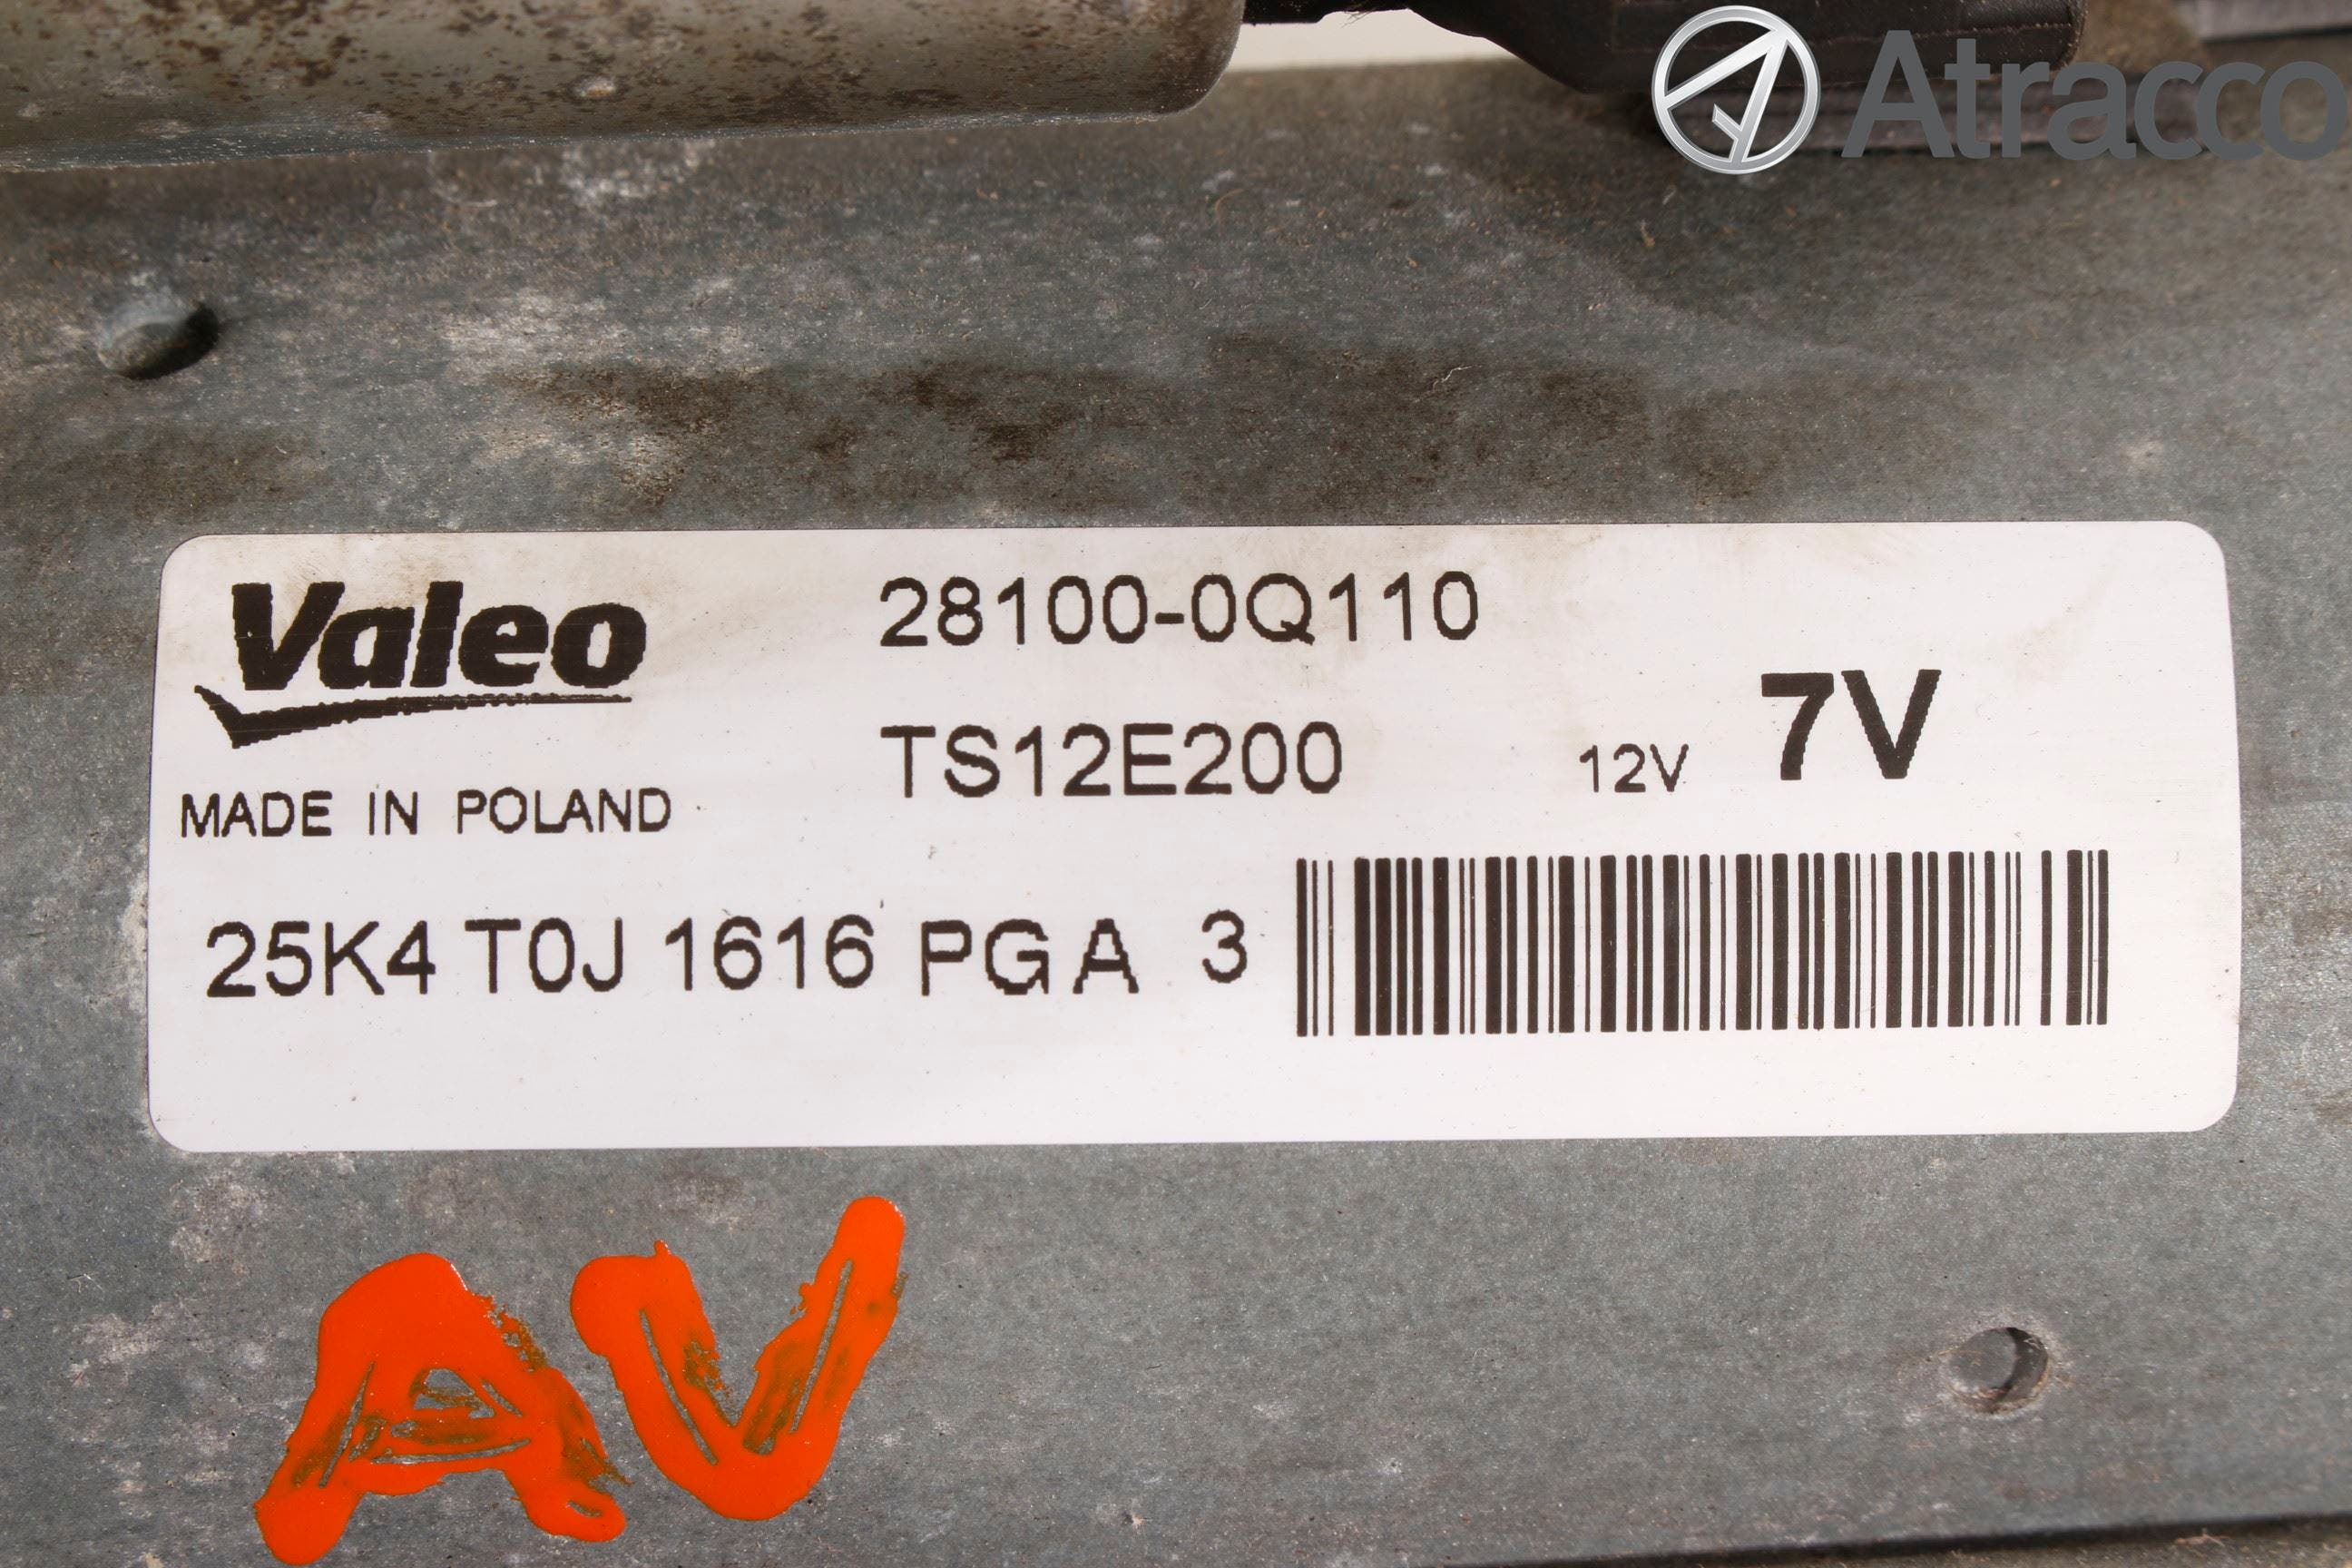 Atracco
Valeo
28100-0Q110
TS12E200 12V 7V
MADE IN POLAND
25K4 T0J 1616 PGA 3
AV